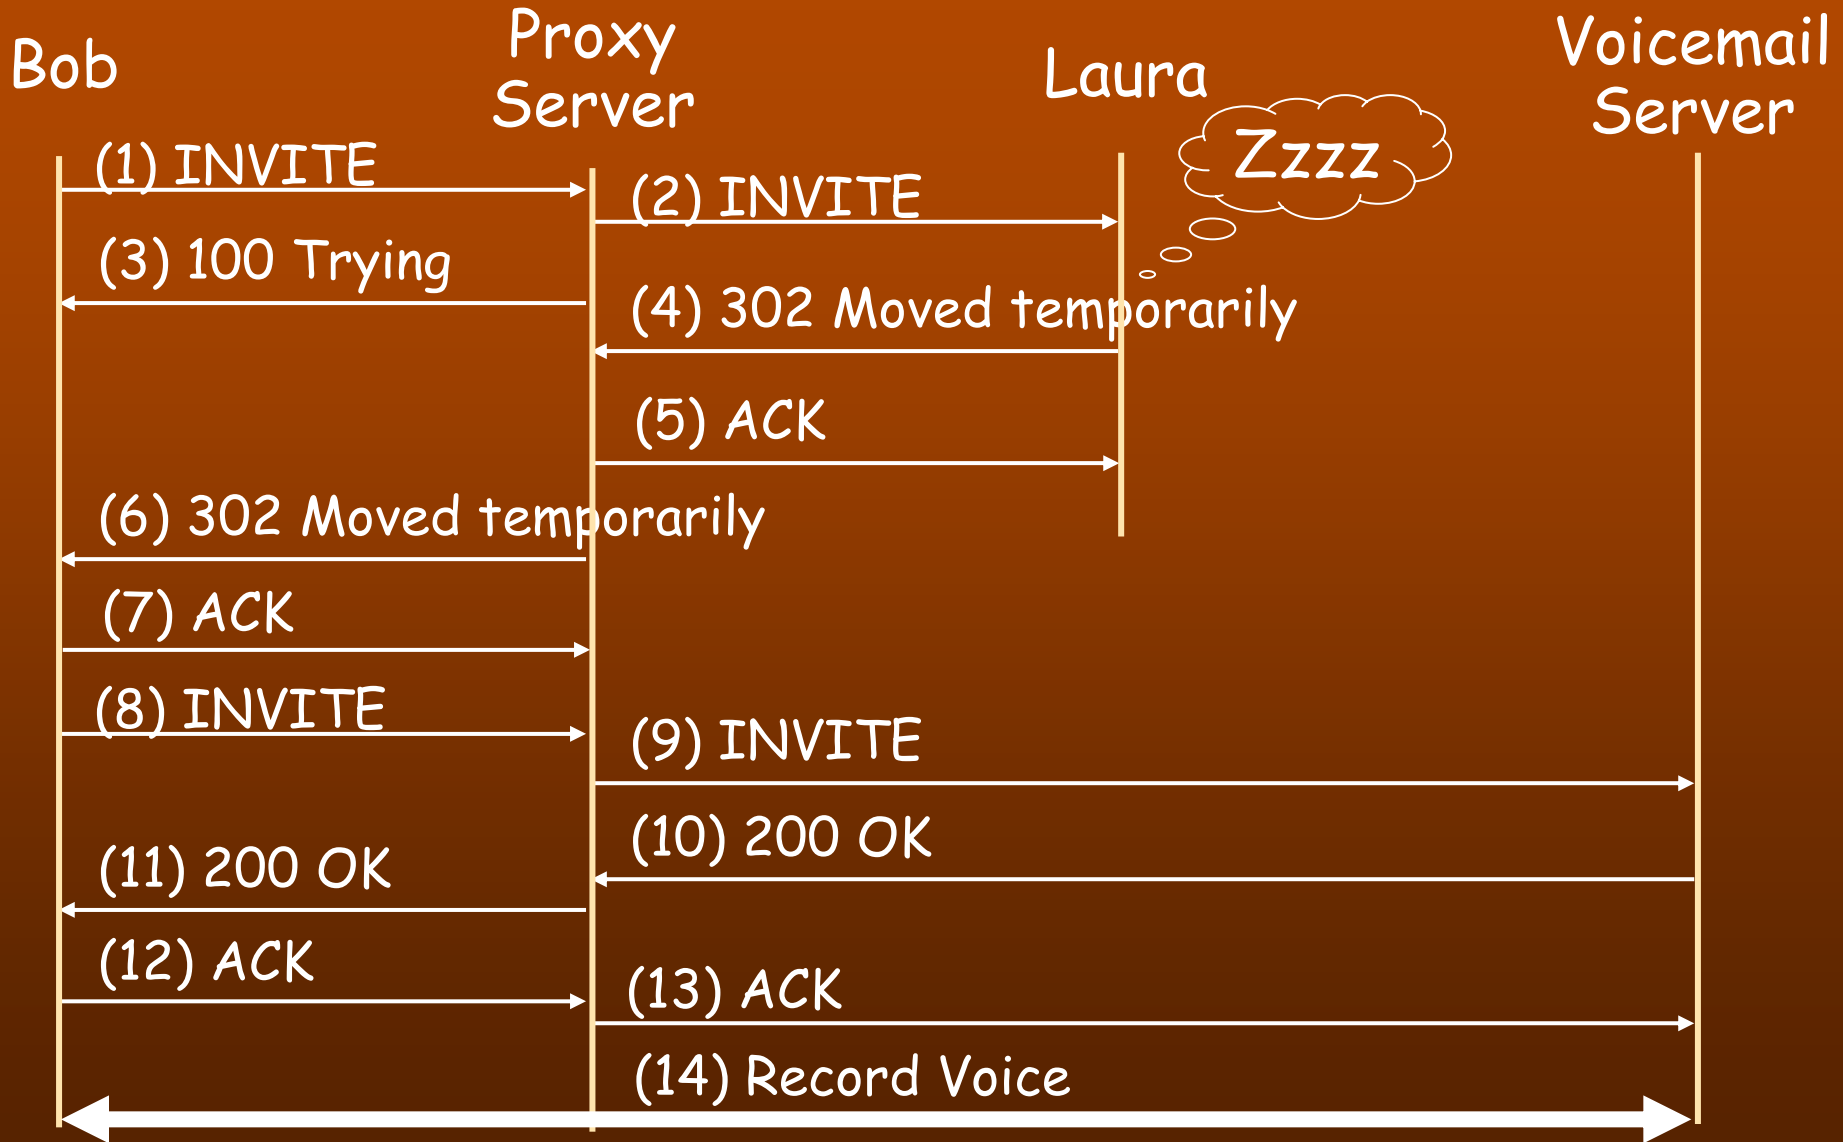 Bob
Proxy
Server
Laura
Voicemail
Server
Zzzz
(1) INVITE
(2) INVITE
(3) 100 Trying
(4) 302 Moved temporarily
(5) ACK
(6) 302 Moved temporarily
(7) ACK
(8) INVITE
(9) INVITE
(10) 200 OK
(11) 200 OK
(12) ACK
(13) ACK
(14) Record Voice